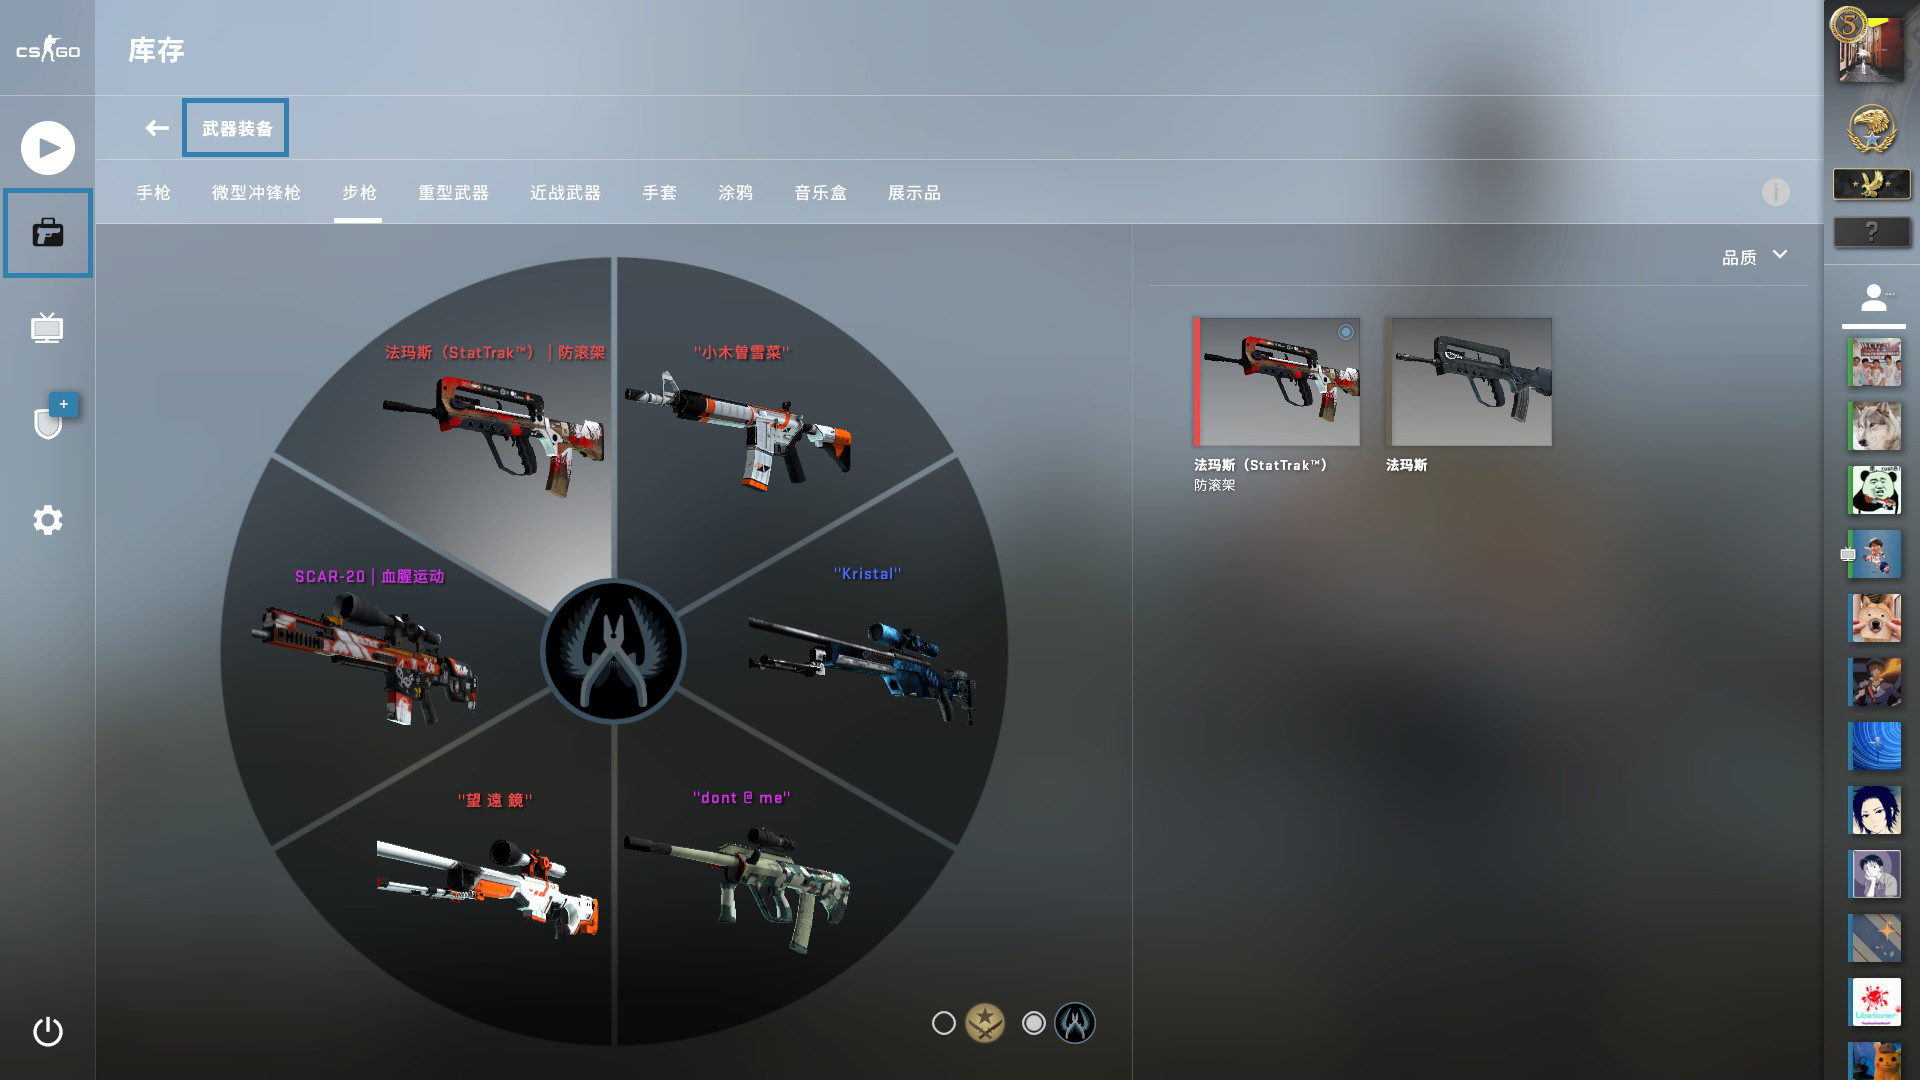 CS GO
库存
武器装备
手枪 微型冲锋枪 步枪 重型武器 近战武器 手套 涂鸦 音乐盒 展示品
品质
法玛斯（StatTrak™） | 防滚架
"小木曽雪菜"
SCAR-20 | 血腥运动
"Kristal"
"望 遠 鏡"
"dont @ me"
法玛斯（StatTrak™）
防滚架
法玛斯
5
?